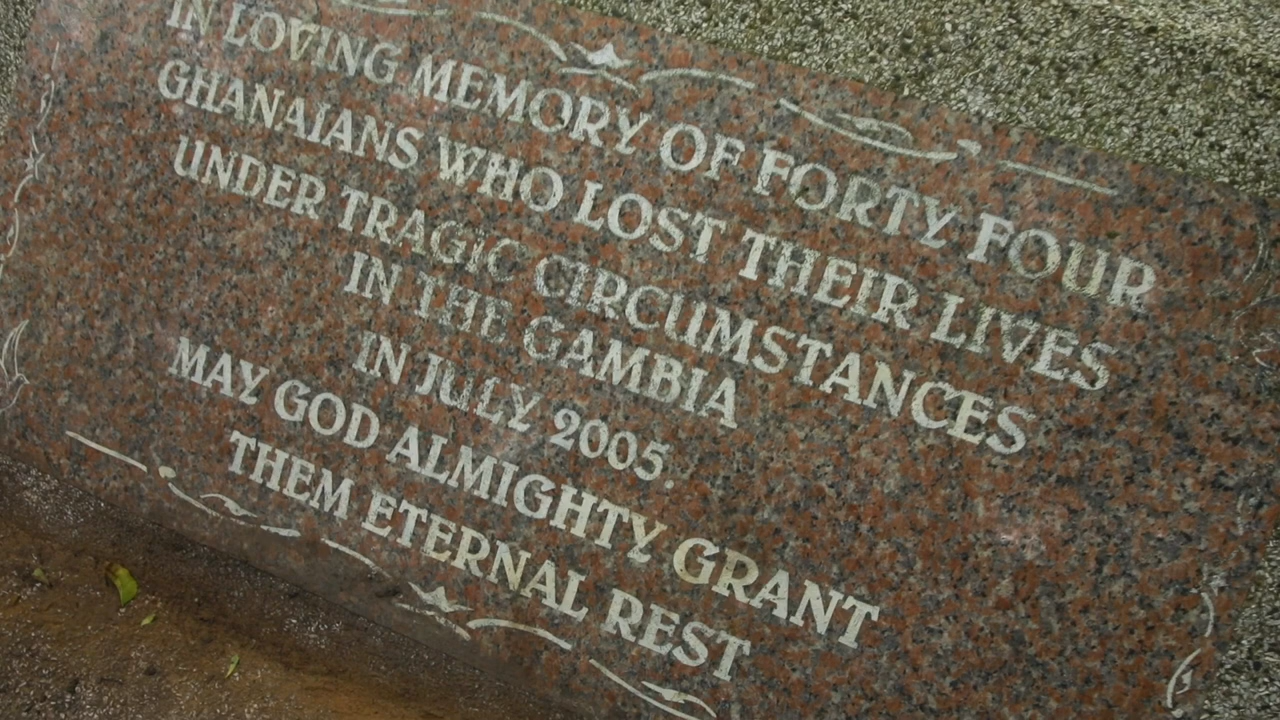 IN LOVING MEMORY OF FORTY FOUR
GHANAIANS WHO LOST THEIR LIVES
UNDER TRAGIC CIRCUMSTANCES
IN THE GAMBIA
IN JULY 2005.
MAY GOD ALMIGHTY GRANT
THEM ETERNAL REST